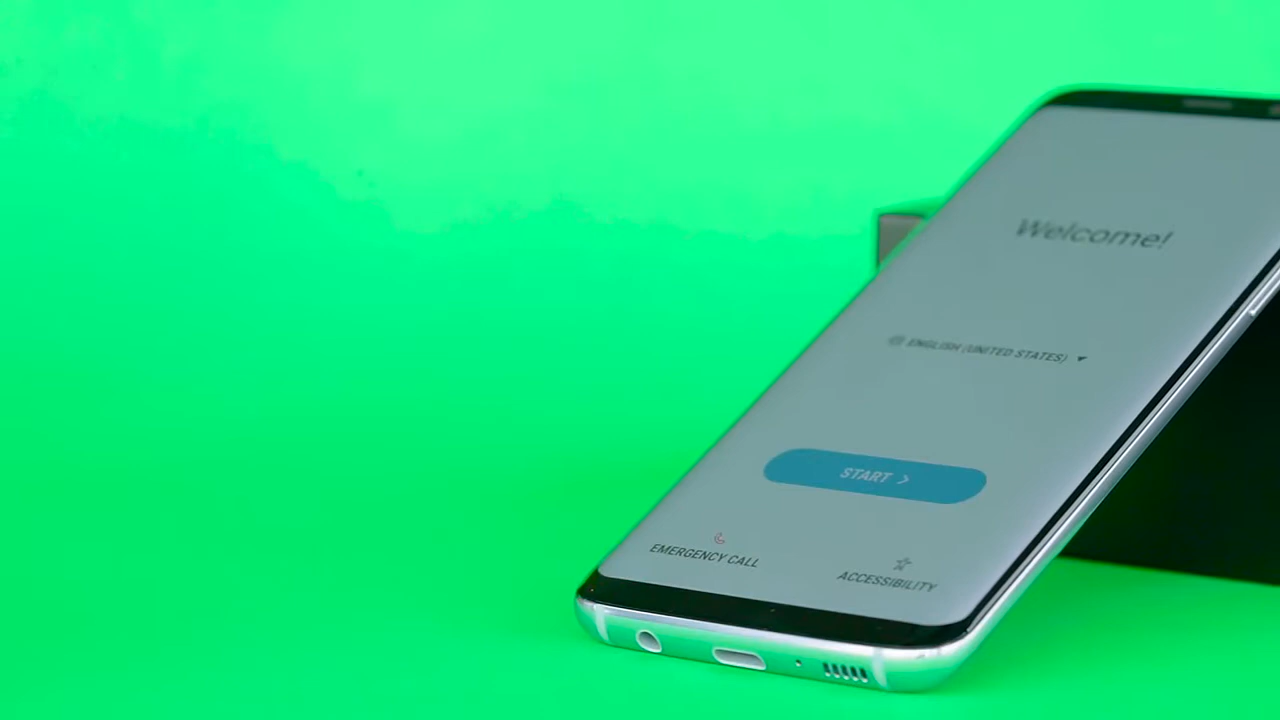 Welcome!
ENGLISH (UNITED STATES)
START
EMERGENCY CALL
ACCESSIBILITY